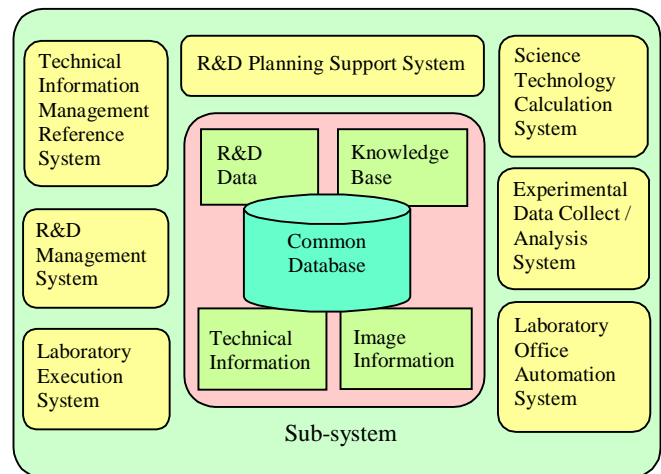 Technical
Information
Management
Reference
System
R&D Planning Support System
Science
Technology
Calculation
System
R&D
Data
Knowledge
Base
Common
Database
Technical
Information
Image
Information
R&D
Management
System
Experimental
Data Collect /
Analysis
System
Laboratory
Execution
System
Laboratory
Office
Automation
System
Sub-system